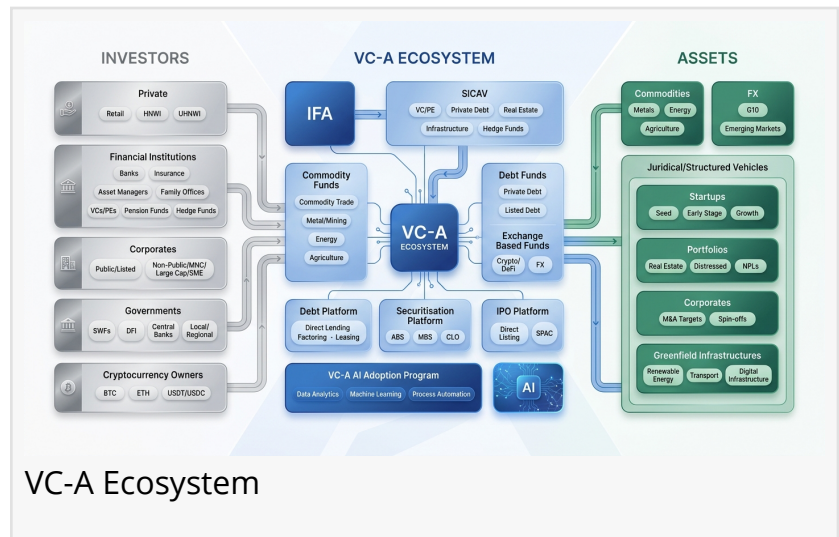 INVESTORS
Private
Retail HNWI UHNWI
Financial Institutions
Banks Insurance
Asset Managers Family Offices
VCs/PEs Pension Funds Hedge Funds
Corporates
Public/Listed
Non-Public/MNC/
Large Cap/SME
Governments
SWFs DFI
Central
Banks
Local/
Regional
Cryptocurrency Owners
BTC ETH USDT/USDC
VC-A ECOSYSTEM
IFA
SICAV
VC/PE Private Debt Real Estate
Infrastructure Hedge Funds
Commodity
Funds
Commodity Trade
Metal/Mining
Energy
Agriculture
VC-A
ECOSYSTEM
Debt Funds
Private Debt
Listed Debt
Exchange
Based Funds
Crypto/
DeFi
FX
Debt Platform
Direct Lending
Factoring - Leasing
Securitisation
Platform
ABS MBS CLO
IPO Platform
Direct
Listing
SPAC
VC-A AI Adoption Program
Data Analytics Machine Learning Process Automation
AI
ASSETS
Commodities
Metals Energy
Agriculture
FX
G10
Emerging Markets
Juridical/Structured Vehicles
Startups
Seed Early Stage Growth
Portfolios
Real Estate Distressed NPLs
Corporates
M&A Targets Spin-offs
Greenfield Infrastructures
Renewable
Energy
Transport
Digital
Infrastructure
VC-A Ecosystem